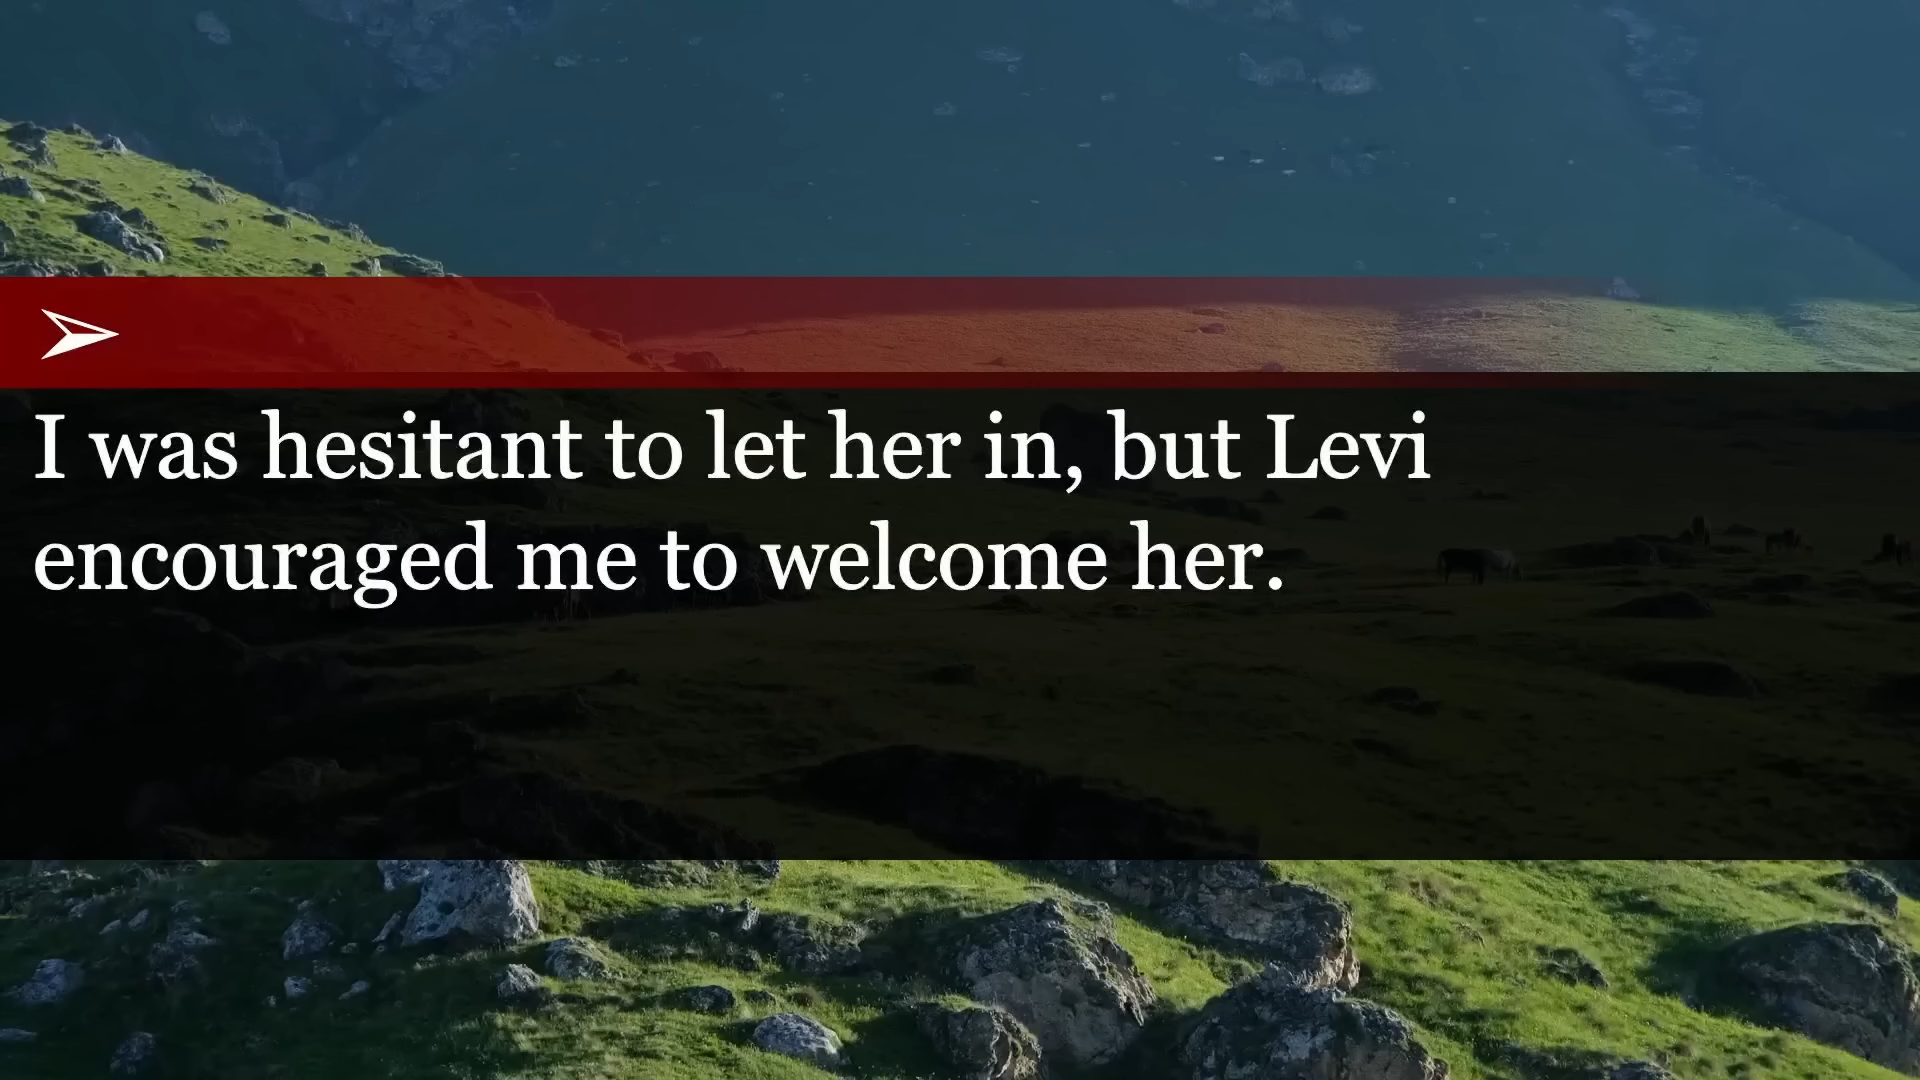 I was hesitant to let her in, but Levi
encouraged me to welcome her.